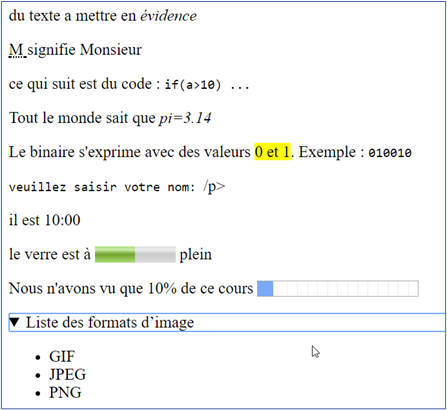 du texte a mettre en évidence
M signifie Monsieur
ce qui suit est du code : if(a>10) ...
Tout le monde sait que pi=3.14
Le binaire s'exprime avec des valeurs 0 et 1. Exemple : 010010
veuillez saisir votre nom: /p>
il est 10:00
le verre est à plein
Nous n'avons vu que 10% de ce cours
▼ Liste des formats d’image
• GIF
• JPEG
• PNG